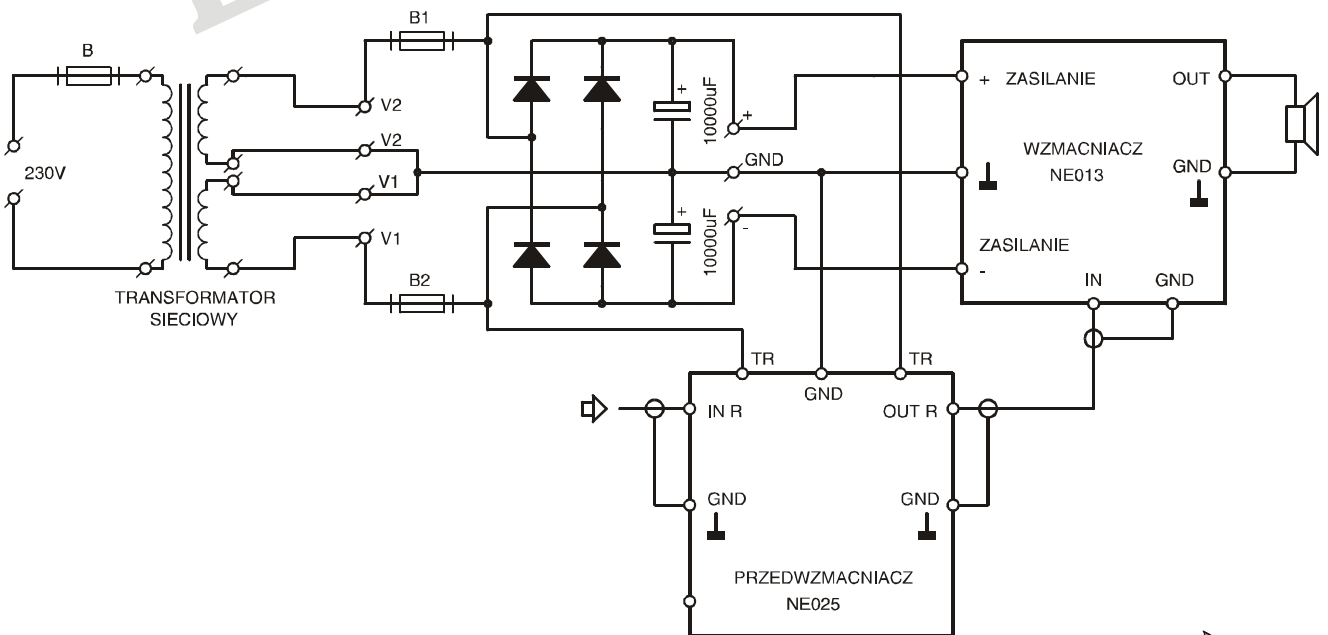 B
B1
230V
V2
V2
V1
V1
B2
TRANSFORMATOR
SIECIOWY
10000uF
+
10000uF
+
+
GND
-
+ ZASILANIE
OUT
WZMACNIACZ
NE013
GND
ZASILANIE
-
IN
GND
TR
GND
TR
IN R
OUT R
GND
GND
PRZEDWZMACNIACZ
NE025